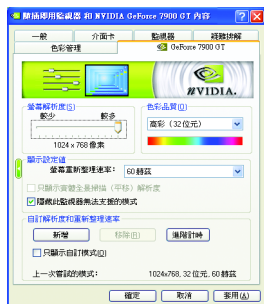 隨插即用監視器 和 NVIDIA GeForce 7900 GT 內容
一般
介面卡
監視器
疑難排解
色彩管理
GeForce 7900 GT
NVIDIA.
螢幕解析度(S)
較少
較多
1024 x 768 像素
色彩品質(Q)
高彩 (32 位元)
顯示設定值
螢幕重新整理速率:
60 赫茲
只顯示實體全景掃描 (平移) 解析度
隱藏此監視器無法支援的模式
自訂解析度和重新整理速率
新增
移除(R)
進階計時
只顯示自訂模式(O)
上一次嘗試的模式:
1024x768, 32 位元, 60 赫茲
確定
取消
套用(A)